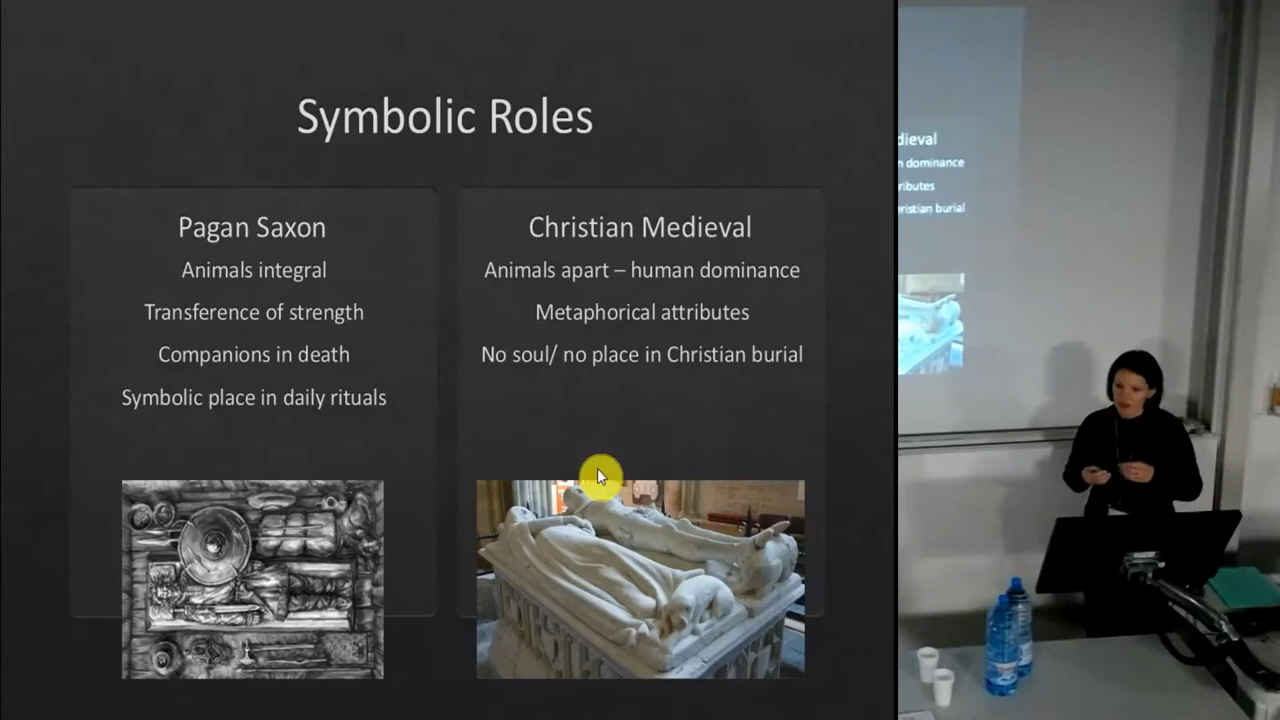 Symbolic Roles
Pagan Saxon
Animals integral
Transference of strength
Companions in death
Symbolic place in daily rituals
Christian Medieval
Animals apart – human dominance
Metaphorical attributes
No soul/ no place in Christian burial
dieval
n dominance
ributes
ristian burial